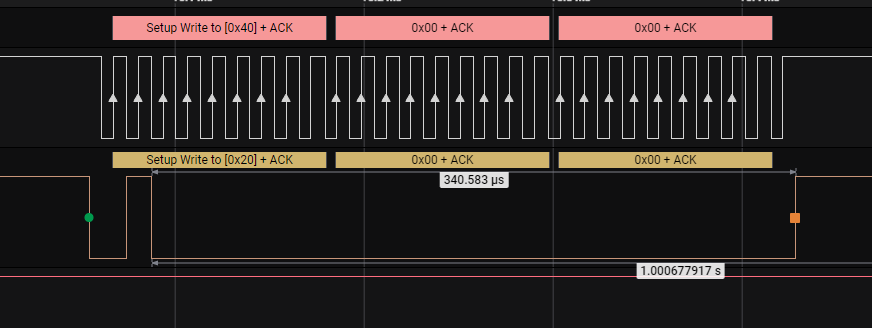 Setup Write to [0x40] + ACK 0x00 + ACK 0x00 + ACK
Setup Write to [0x20] + ACK 0x00 + ACK 0x00 + ACK
340.583 µs
1.000677917 s